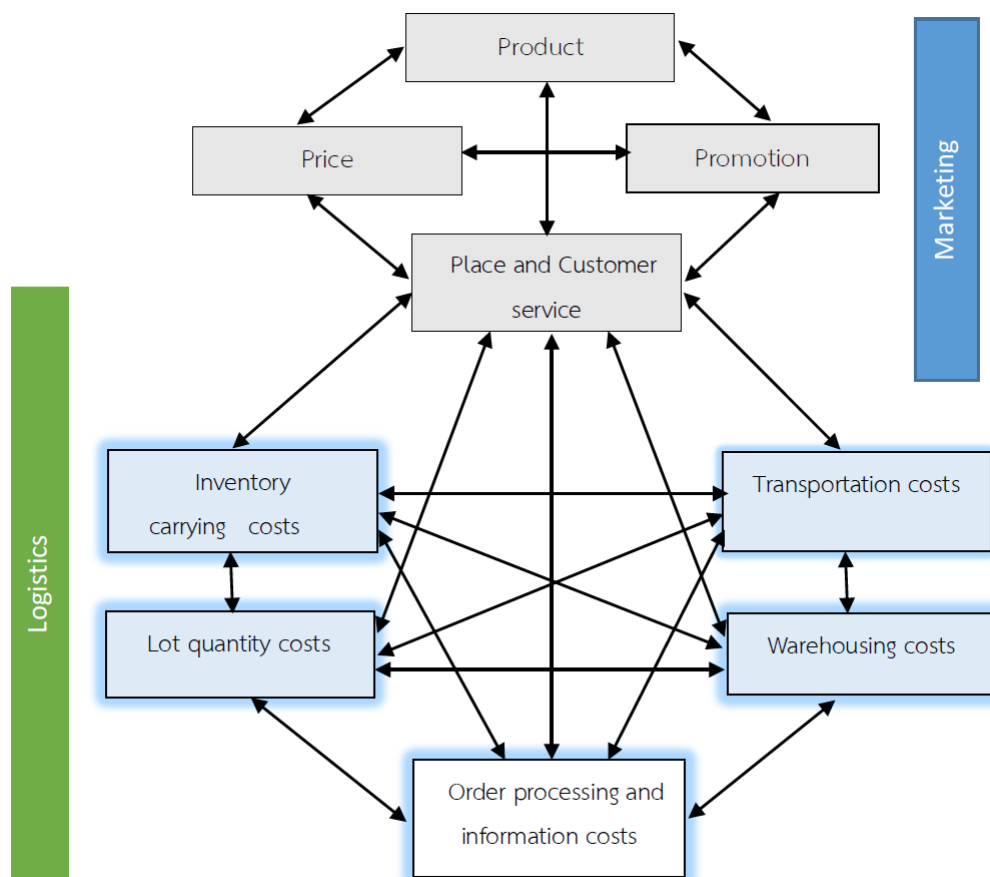 Product
Price
Promotion
Marketing
Place and Customer
service
Logistics
Inventory
carrying costs
Transportation costs
Lot quantity costs
Warehousing costs
Order processing and
information costs